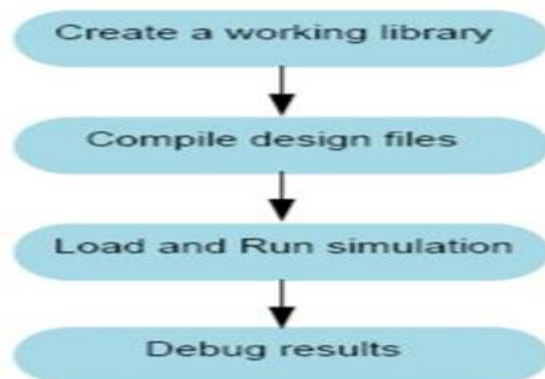 Create a working library
Compile design files
Load and Run simulation
Debug results